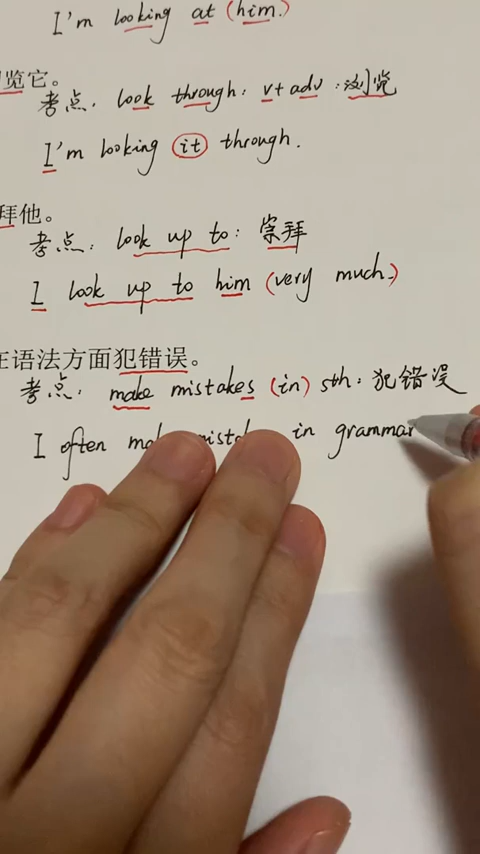 I'm looking at (him.)
览它。
考点: look through: v+adv:浏览
I'm looking it through.
拜他。
考点: look up to: 崇拜
I look up to him (very much.)
在语法方面犯错误。
考点: make mistakes (in) sth: 犯错误
I often in grammar